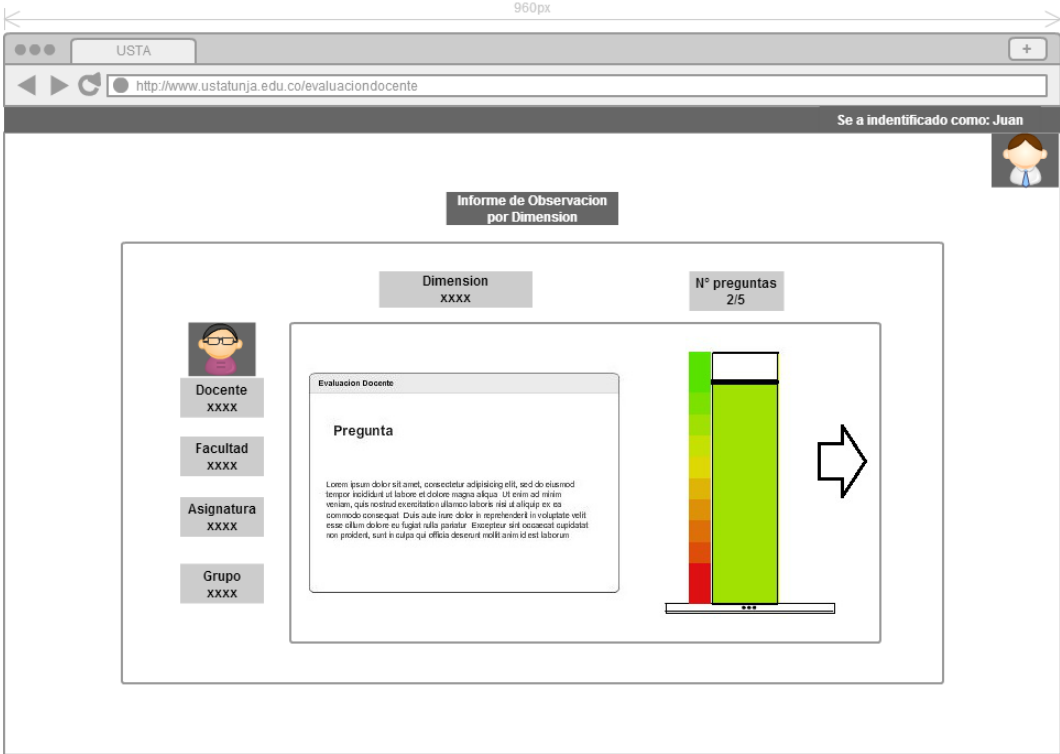 960px
USTA
+
http://www.ustatunja.edu.co/evaluaciondocente
Se a indentificado como: Juan
Informe de Observacion
por Dimension
Dimension
xxxx
N° preguntas
2/5
Docente
xxxx
Facultad
xxxx
Asignatura
xxxx
Grupo
xxxx
Evaluacion Docente
Pregunta
Lorem ipsum dolor sit amet, consectetur adipisicing elit, sed do eiusmod
tempor incididunt ut labore et dolore magna aliqua Ut enim ad minim
veniam, quis nostrud exercitation ullamco laboris nisi ut aliquip ex ea
commodo consequat Duis aute irure dolor in reprehenderit in voluptate velit
esse cillum dolore eu fugiat nulla pariatur Excepteur sint occaecat cupidatat
non proident, sunt in culpa qui officia deserunt mollit anim id est laborum